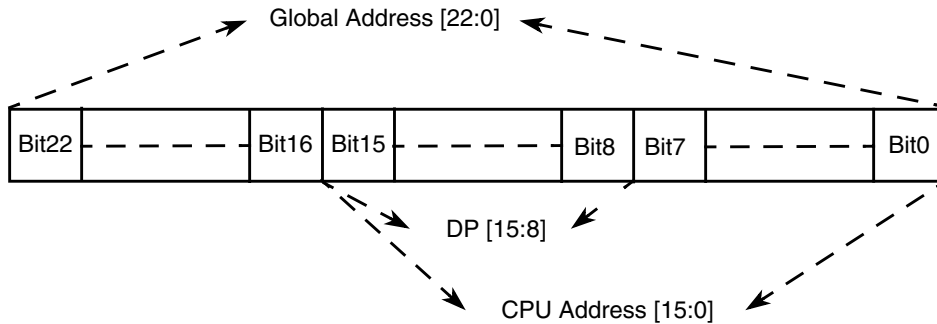 Global Address [22:0]
Bit22 Bit16 Bit15 Bit8 Bit7 Bit0
DP [15:8]
CPU Address [15:0]